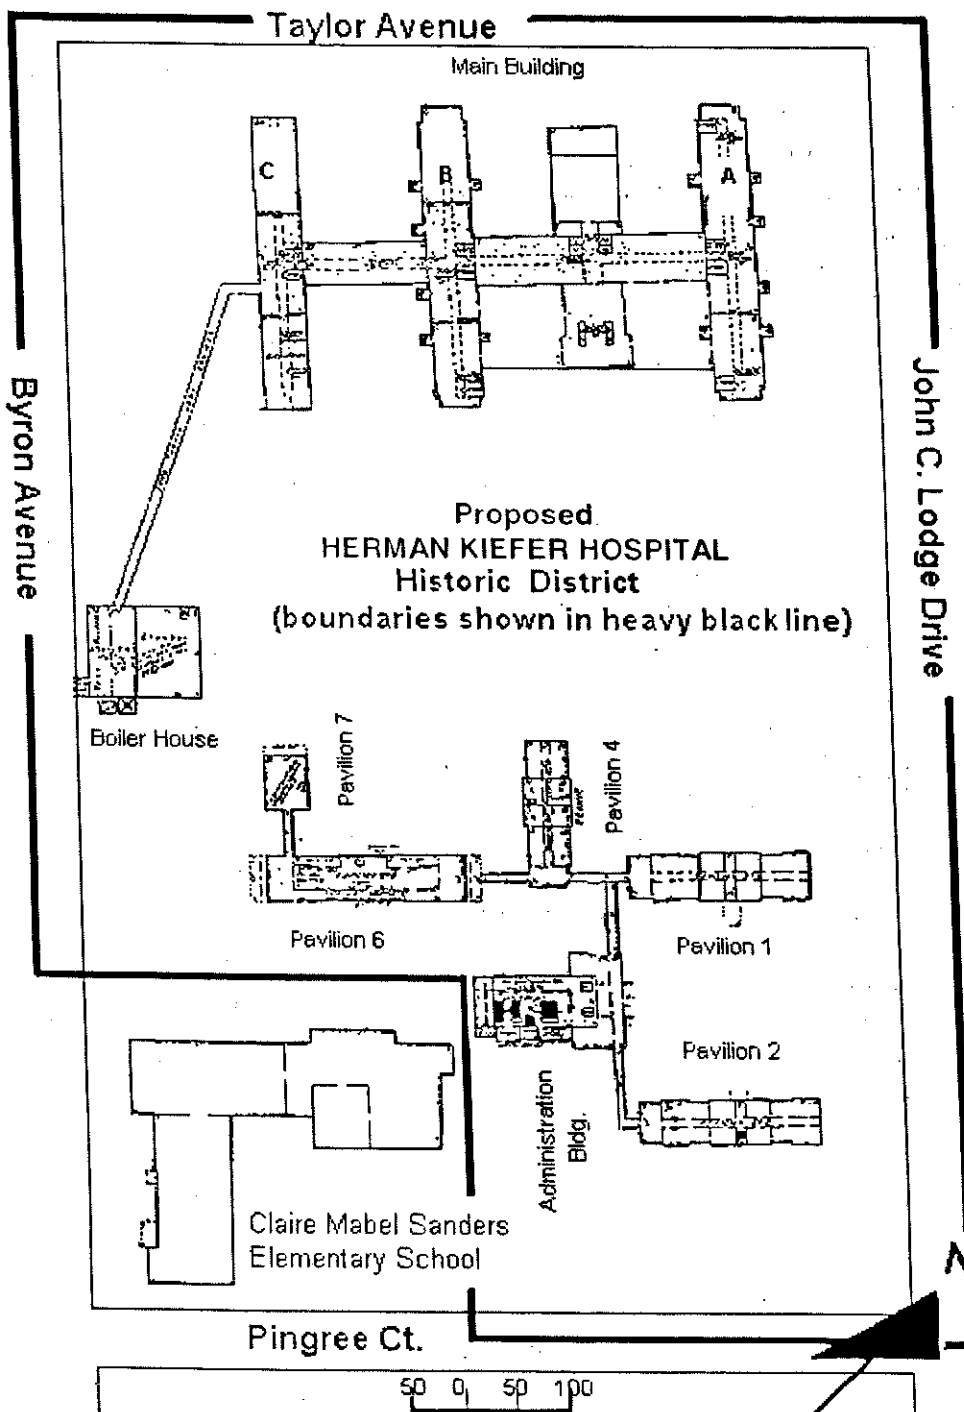 Taylor Avenue
Main Building
C
B
A
Byron Avenue
John C. Lodge Drive
Proposed
HERMAN KIEFER HOSPITAL
Historic District
(boundaries shown in heavy black line)
Boiler House
Pavilion 7
Pavilion 4
Pavilion 6
Pavilion 1
Pavilion 2
Administration
Bldg.
Claire Mabel Sanders
Elementary School
N
Pingree Ct.
50 0 50 100